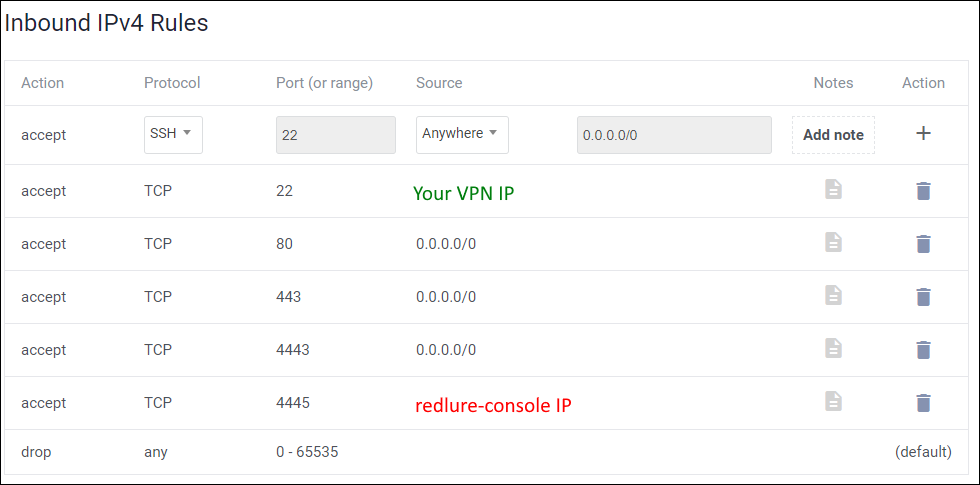 Inbound IPv4 Rules
Action Protocol Port (or range) Source Notes Action
accept SSH 22 Anywhere 0.0.0.0/0 Add note +
accept TCP 22 Your VPN IP
accept TCP 80 0.0.0.0/0
accept TCP 443 0.0.0.0/0
accept TCP 4443 0.0.0.0/0
accept TCP 4445 redlure-console IP
drop any 0 - 65535 (default)